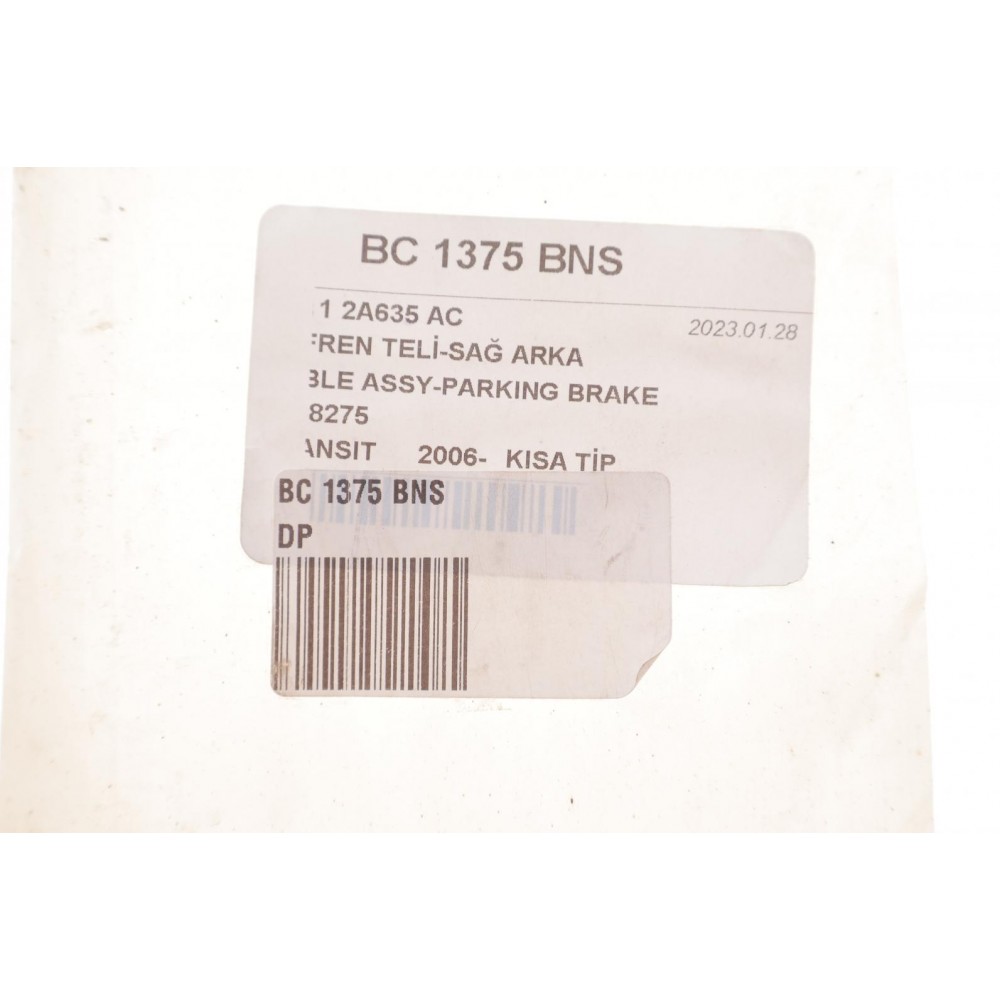 BC 1375 BNS
1 2A635 AC
2023.01.28
FREN TELİ-SAĞ ARKA
BLE ASSY-PARKING BRAKE
8275
ANSIT 2006- KISA TİP
BC 1375 BNS
DP